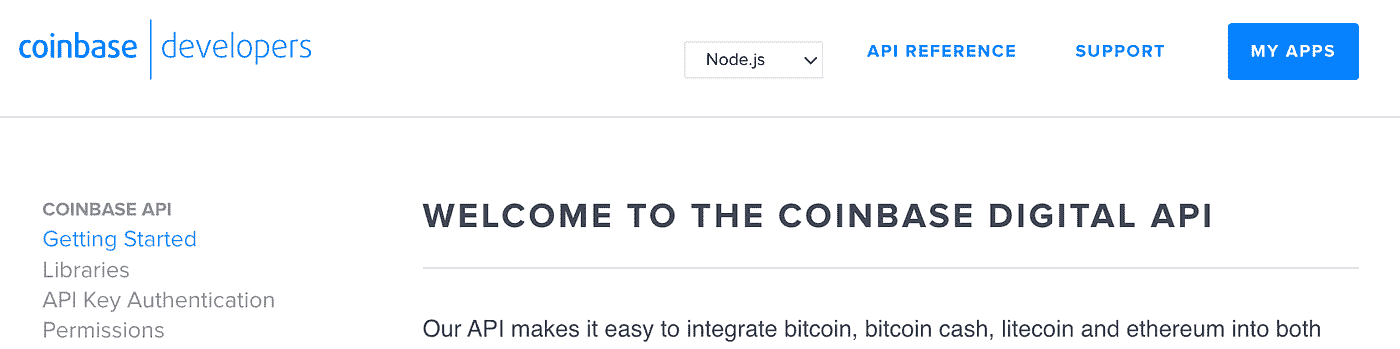 coinbase developers
Node.js
API REFERENCE
SUPPORT
MY APPS
COINBASE API
Getting Started
Libraries
API Key Authentication
Permissions
WELCOME TO THE COINBASE DIGITAL API
Our API makes it easy to integrate bitcoin, bitcoin cash, litecoin and ethereum into both